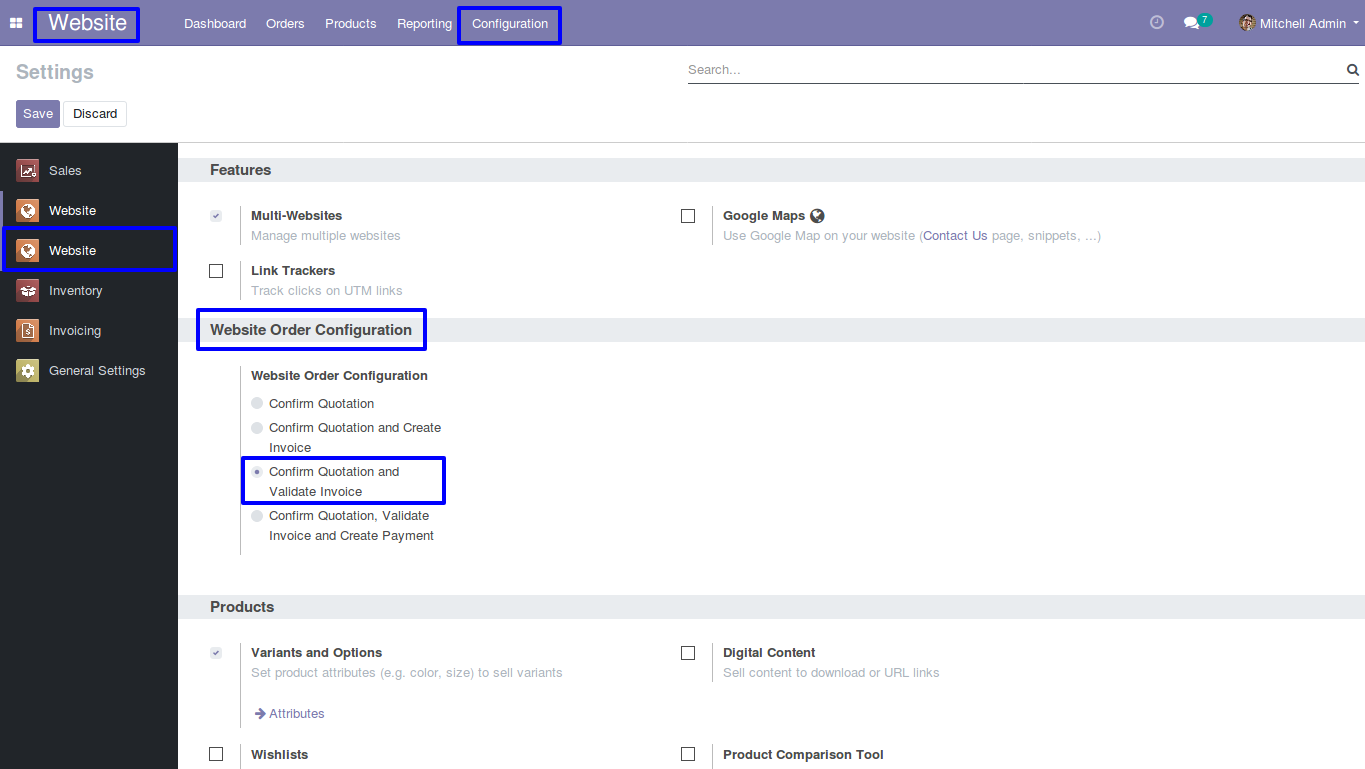 Website Dashboard Orders Products Reporting Configuration 7 Mitchell Admin
Settings
Search...
Save Discard
Sales
Website
Website
Inventory
Invoicing
General Settings
Features
Multi-Websites
Manage multiple websites
Google Maps
Use Google Map on your website (Contact Us page, snippets, ...)
Link Trackers
Track clicks on UTM links
Website Order Configuration
Website Order Configuration
Confirm Quotation
Confirm Quotation and Create
Invoice
Confirm Quotation and
Validate Invoice
Confirm Quotation, Validate
Invoice and Create Payment
Products
Variants and Options
Set product attributes (e.g. color, size) to sell variants
Attributes
Digital Content
Sell content to download or URL links
Wishlists
Product Comparison Tool